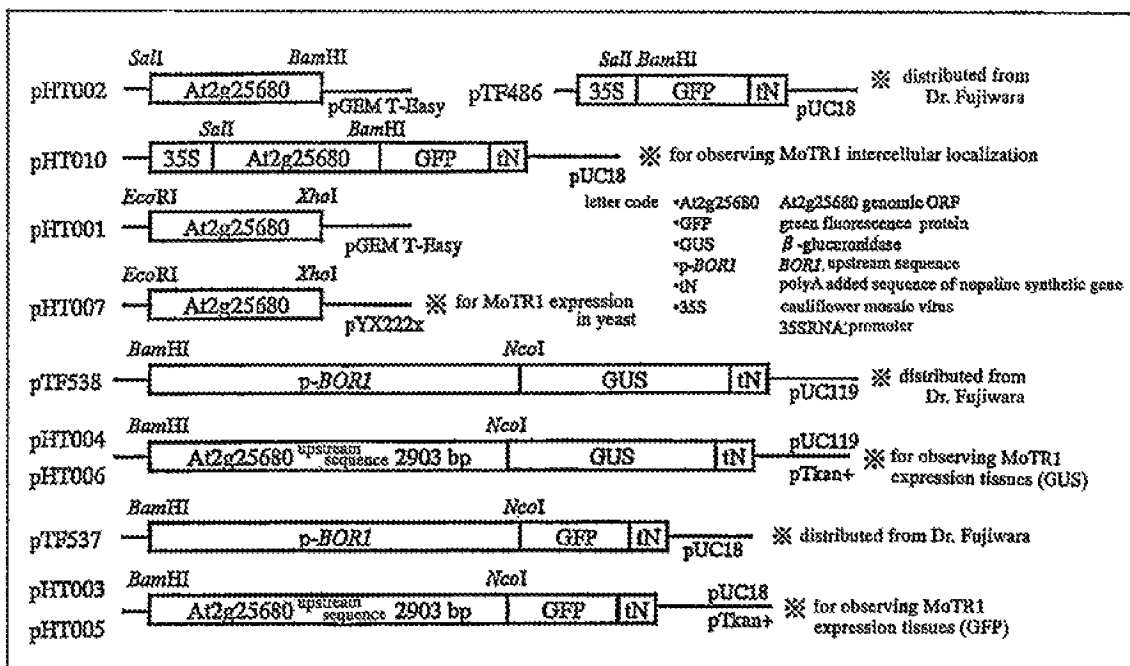 SalI BamHI SalI BamHI
pHT002 At2g25680 pGEM T-Easy pTF486 35S GFP tN pUC18 ※ distributed from
Dr. Fujiwara
SalI BamHI
pHT010 35S At2g25680 GFP tN pUC18 ※ for observing MoTR1 intercellular localization
EcoRI XhoI
pHT001 At2g25680 pGEM T-Easy
letter code •At2g25680 At2g25680 genomic ORF
•GFP green fluorescence protein
•GUS β-glucuronidase
•p-BOR1 BOR1 upstream sequence
•tN polyA added sequence of nopaline synthetic gene
•35S cauliflower mosaic virus
35SRNA promoter
EcoRI XhoI
pHT007 At2g25680 pYX222x ※ for MoTR1 expression
in yeast
BamHI NcoI
pTF538 p-BOR1 GUS tN pUC119 ※ distributed from
Dr. Fujiwara
BamHI NcoI
pHT004
pHT006
At2g25680 upstream sequence 2903 bp GUS tN
pUC119
pTkan+
※ for observing MoTR1
expression tissues (GUS)
BamHI NcoI
pTF537 p-BOR1 GFP tN pUC18 ※ distributed from Dr. Fujiwara
BamHI NcoI
pHT003
pHT005
At2g25680 upstream sequence 2903 bp GFP tN
pUC18
pTkan+
※ for observing MoTR1
expression tissues (GFP)